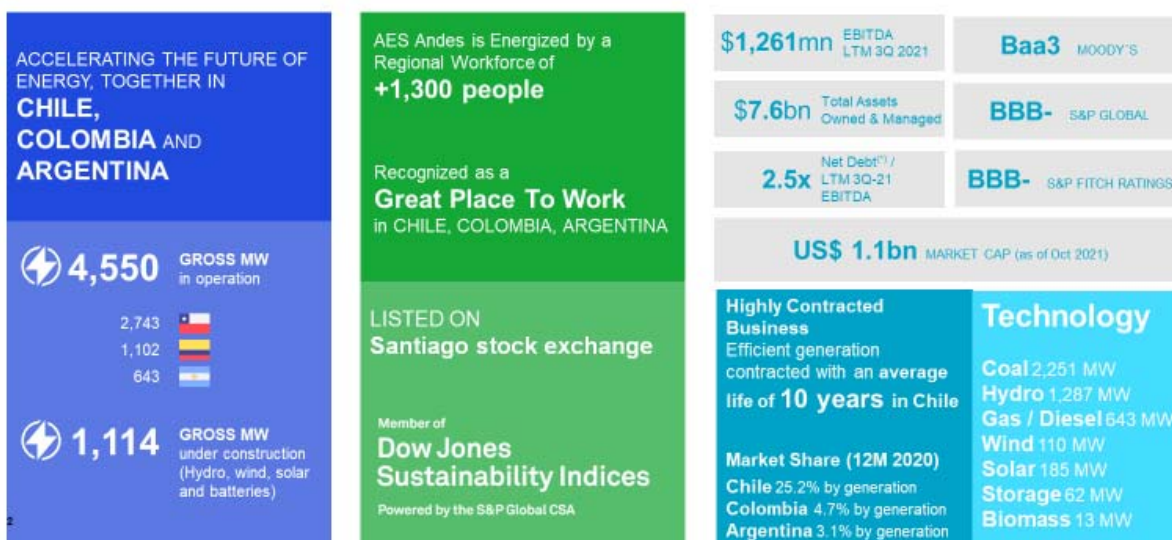 ACCELERATING THE FUTURE OF
ENERGY, TOGETHER IN
CHILE,
COLOMBIA AND
ARGENTINA
4,550 GROSS MW
in operation
2,743
1,102
643
1,114 GROSS MW
under construction
(Hydro, wind, solar
and batteries)
2
AES Andes is Energized by a
Regional Workforce of
+1,300 people
Recognized as a
Great Place To Work
in CHILE, COLOMBIA, ARGENTINA
LISTED ON
Santiago stock exchange
Member of
Dow Jones
Sustainability Indices
Powered by the S&P Global CSA
$1,261mn EBITDA
LTM 3Q 2021
Baa3 MOODY´S
$7.6bn Total Assets
Owned & Managed
BBB- S&P GLOBAL
2.5x Net Debt(*) /
LTM 3Q-21
EBITDA
BBB- S&P FITCH RATINGS
US$ 1.1bn MARKET CAP (as of Oct 2021)
Highly Contracted
Business
Efficient generation
contracted with an average
life of 10 years in Chile
Market Share (12M 2020)
Chile 25.2% by generation
Colombia 4.7% by generation
Argentina 3.1% by generation
Technology
Coal 2,251 MW
Hydro 1,287 MW
Gas / Diesel 643 MW
Wind 110 MW
Solar 185 MW
Storage 62 MW
Biomass 13 MW